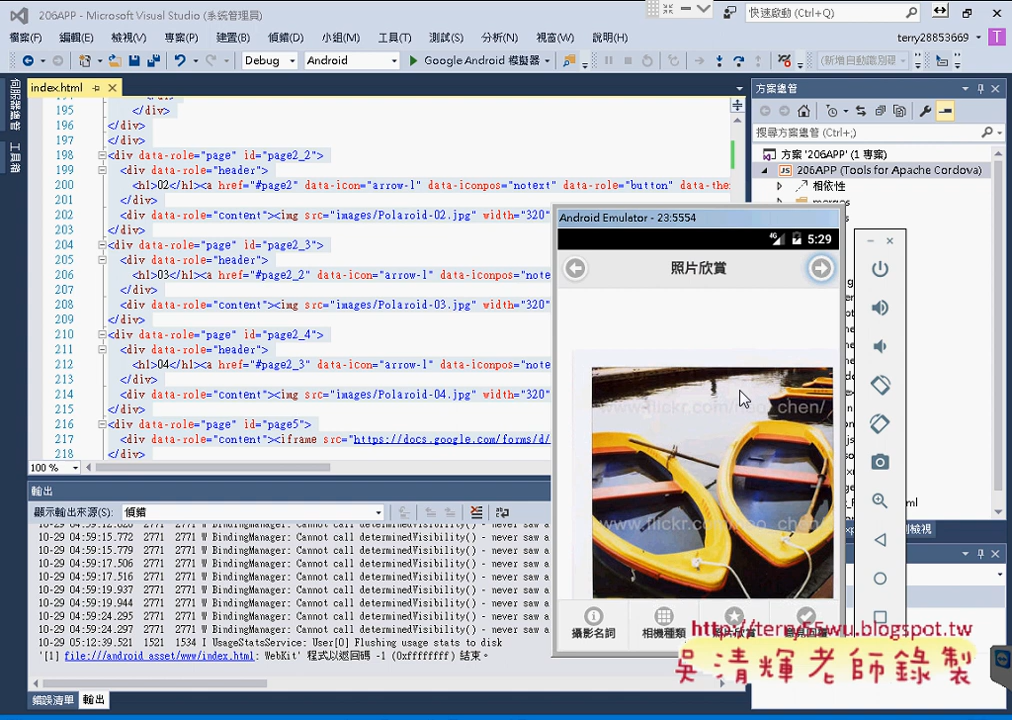 206APP - Microsoft Visual Studio (系統管理員)
快速啟動 (Ctrl+Q)
檔案(F) 編輯(E) 檢視(V) 專案(P) 建置(B) 偵錯(D) 小組(M) 工具(T) 測試(S) 分析(N) 視窗(W) 說明(H)
terry28853669
T
Debug
Android
Google Android 模擬器
伺服器總管
工具箱
index.html
195 </div>
196 </div>
197 </div>
198 <div data-role="page" id="page2_2">
199 <div data-role="header">
200 <h1>02</h1><a href="#page2" data-icon="arrow-l" data-iconpos="notext" data-role="button" data-the
201 </div>
202 <div data-role="content"><img src="images/Polaroid-02.jpg" width="320"
203 </div>
204 <div data-role="page" id="page2_3">
205 <div data-role="header">
206 <h1>03</h1><a href="#page2_2" data-icon="arrow-l" data-iconpos="note
207 </div>
208 <div data-role="content"><img src="images/Polaroid-03.jpg" width="320"
209 </div>
210 <div data-role="page" id="page2_4">
211 <div data-role="header">
212 <h1>04</h1><a href="#page2_3" data-icon="arrow-l" data-iconpos="note
213 </div>
214 <div data-role="content"><img src="images/Polaroid-04.jpg" width="320"
215 </div>
216 <div data-role="page" id="page5">
217 <div data-role="content"><iframe src="https://docs.google.com/forms/d/
218 </div>
100 %
輸出
顯示輸出來源(S): 偵錯
10-29 04:59:15.772 2771 2771 W BindingManager: Cannot call determinedVisibility() - never saw a
10-29 04:59:15.779 2771 2771 W BindingManager: Cannot call determinedVisibility() - never saw a
10-29 04:59:17.506 2771 2771 W BindingManager: Cannot call determinedVisibility() - never saw a
10-29 04:59:17.516 2771 2771 W BindingManager: Cannot call determinedVisibility() - never saw a
10-29 04:59:19.937 2771 2771 W BindingManager: Cannot call determinedVisibility() - never saw a
10-29 04:59:19.944 2771 2771 W BindingManager: Cannot call determinedVisibility() - never saw a
10-29 04:59:24.295 2771 2771 W BindingManager: Cannot call determinedVisibility() - never saw a
10-29 04:59:24.297 2771 2771 W BindingManager: Cannot call determinedVisibility() - never saw a
10-29 05:12:39.521 1521 1534 I UsageStatsService: User[0] Flushing usage stats to disk
'[1] file:///android_asset/www/index.html: WebKit' 程式以返回碼 -1 (0xffffffff) 結束。
錯誤清單 輸出
方案總管
搜尋方案總管 (Ctrl+;)
方案 '206APP' (1 專案)
206APP (Tools for Apache Cordova)
相依性
merges
Android Emulator - 23:5554
4G
5:29
照片欣賞
攝影名詞
相機種類
http://terry55wu.blogspot.tw
吳清輝老師錄製